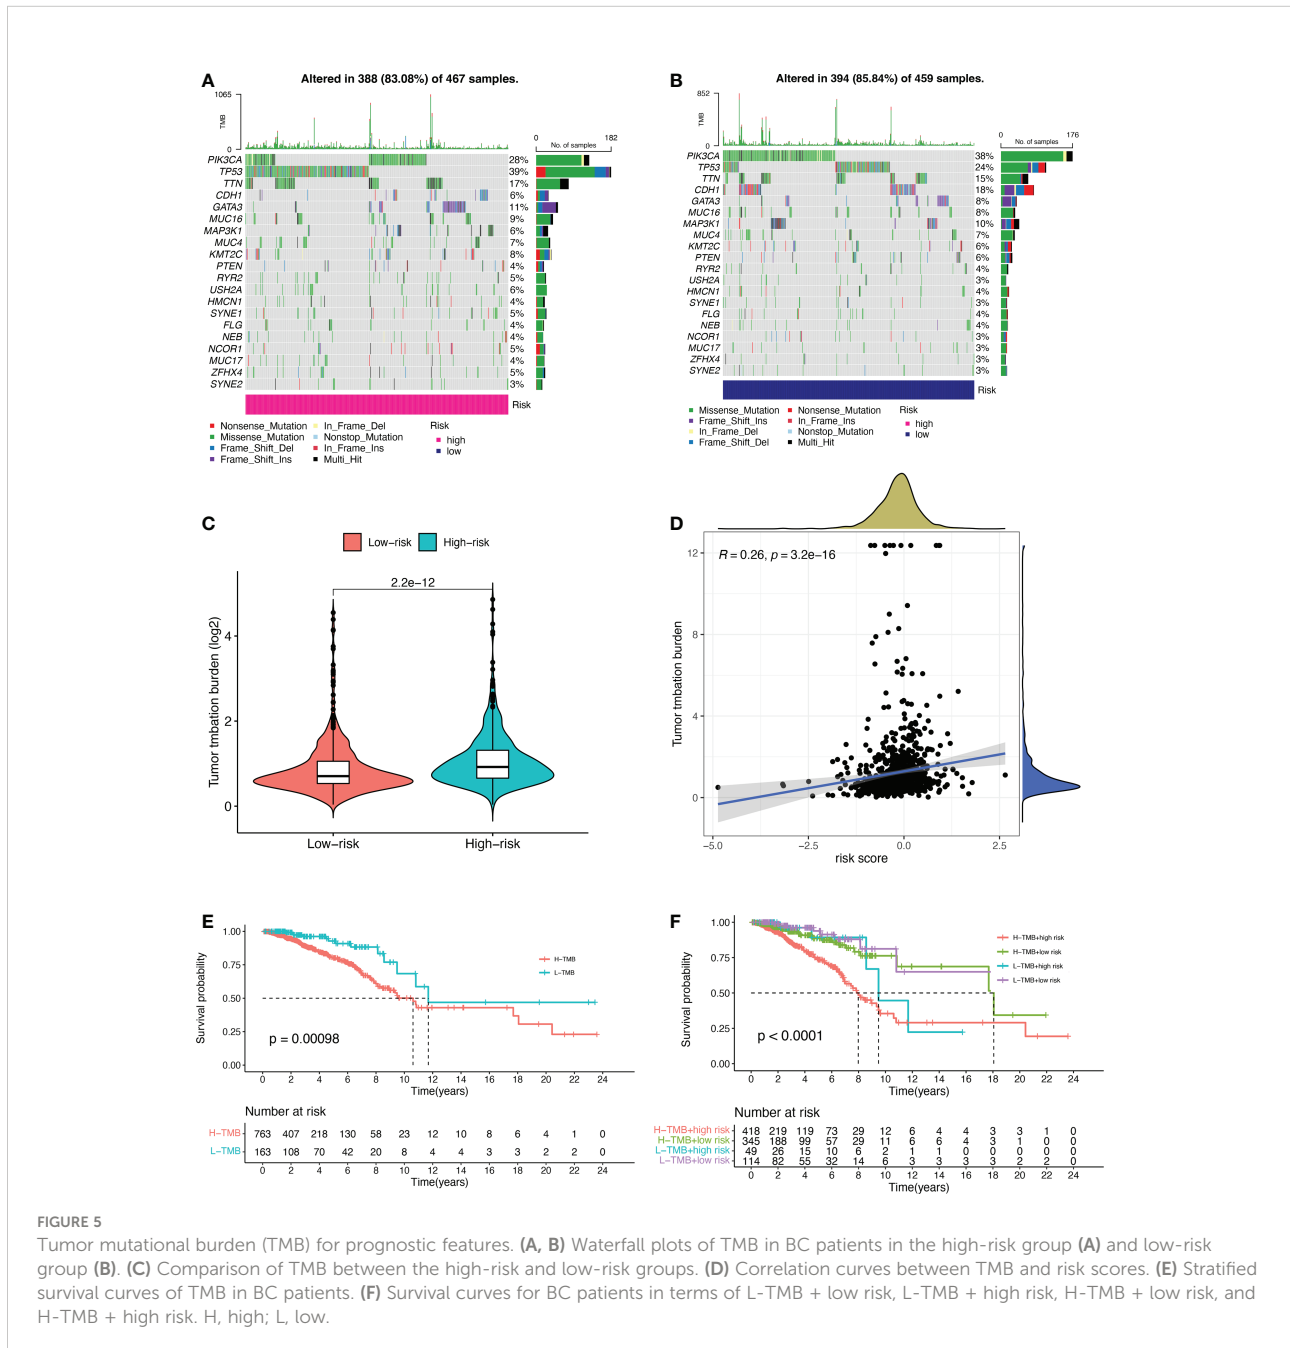 A
Altered in 388 (83.08%) of 467 samples.
1065
TMB
0
0 182
No. of samples
PIK3CA 28%
TP53 39%
TTN 17%
CDH1 6%
GATA3 11%
MUC16 9%
MAP3K1 6%
MUC4 7%
KMT2C 8%
PTEN 4%
RYR2 5%
USH2A 6%
HMCN1 4%
SYNE1 5%
FLG 4%
NEB 4%
NCOR1 5%
MUC17 4%
ZFHX4 5%
SYNE2 3%
Risk
Nonsense_Mutation In_Frame_Del Risk
Missense_Mutation Nonstop_Mutation high
Frame_Shift_Del In_Frame_Ins low
Frame_Shift_Ins Multi_Hit
B
Altered in 394 (85.84%) of 459 samples.
852
TMB
0
0 176
No. of samples
PIK3CA 38%
TP53 24%
TTN 15%
CDH1 18%
GATA3 8%
MUC16 8%
MAP3K1 10%
MUC4 7%
KMT2C 6%
PTEN 6%
RYR2 4%
USH2A 3%
HMCN1 4%
SYNE1 3%
FLG 4%
NEB 4%
NCOR1 3%
MUC17 3%
ZFHX4 3%
SYNE2 3%
Risk
Missense_Mutation Nonsense_Mutation Risk
Frame_Shift_Ins In_Frame_Ins high
In_Frame_Del Nonstop_Mutation low
Frame_Shift_Del Multi_Hit
C
Low-risk High-risk
2.2e-12
Tumor tmbation burden (log2)
4
2
0
Low-risk High-risk
D
R = 0.26, p = 3.2e-16
Tumor tmbation burden
12
8
4
0
-5.0 -2.5 0.0 2.5
risk score
E
Survival probability
1.00
0.75
0.50
0.25
0.00
H-TMB
L-TMB
p = 0.00098
0 2 4 6 8 10 12 14 16 18 20 22 24
Time(years)
Number at risk
H-TMB 763 407 218 130 58 23 12 10 8 6 4 1 0
L-TMB 163 108 70 42 20 8 4 4 3 3 2 2 0
0 2 4 6 8 10 12 14 16 18 20 22 24
Time(years)
F
Survival probability
1.00
0.75
0.50
0.25
0.00
H-TMB+high risk
H-TMB+low risk
L-TMB+high risk
L-TMB+low risk
p < 0.0001
0 2 4 6 8 10 12 14 16 18 20 22 24
Time(years)
Number at risk
H-TMB+high risk 418 219 119 73 29 12 6 4 4 3 3 1 0
H-TMB+low risk 345 188 99 57 29 11 6 6 4 3 1 0 0
L-TMB+high risk 49 26 15 10 6 2 1 1 0 0 0 0 0
L-TMB+low risk 114 82 55 32 14 6 3 3 3 3 2 2 0
0 2 4 6 8 10 12 14 16 18 20 22 24
Time(years)
FIGURE 5
Tumor mutational burden (TMB) for prognostic features. (A, B) Waterfall plots of TMB in BC patients in the high-risk group (A) and low-risk
group (B). (C) Comparison of TMB between the high-risk and low-risk groups. (D) Correlation curves between TMB and risk scores. (E) Stratified
survival curves of TMB in BC patients. (F) Survival curves for BC patients in terms of L-TMB + low risk, L-TMB + high risk, H-TMB + low risk, and
H-TMB + high risk. H, high; L, low.